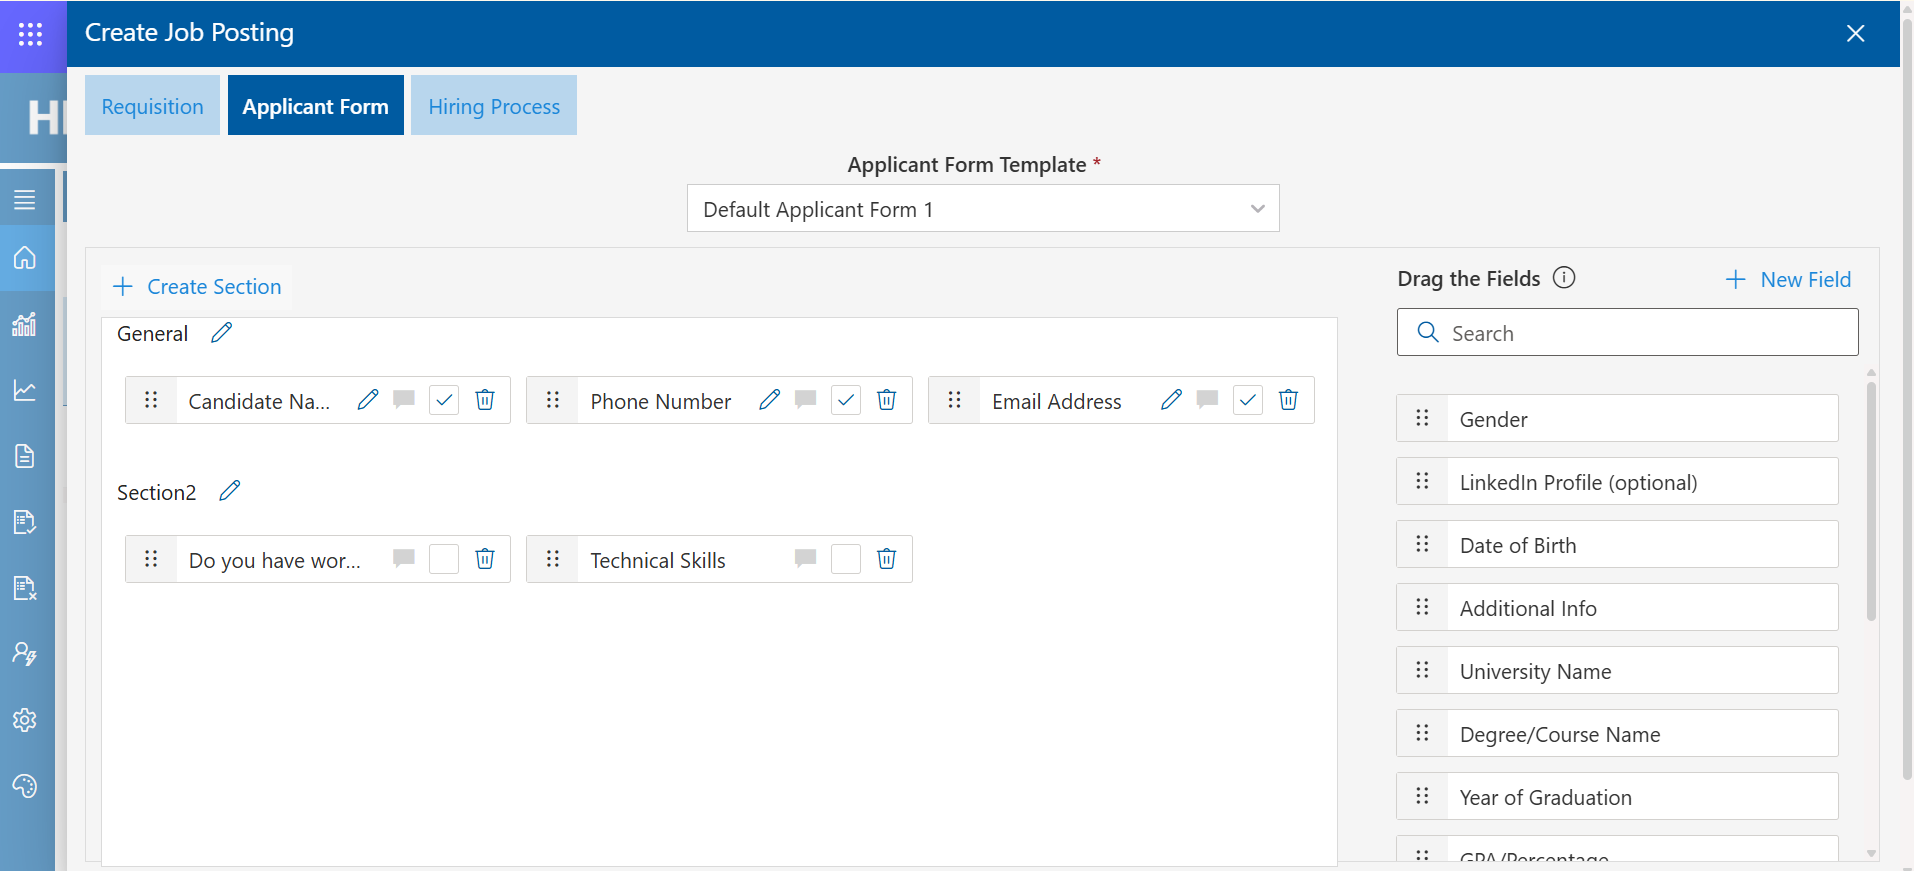 Create Job Posting
H
Requisition
Applicant Form
Hiring Process
Applicant Form Template *
Default Applicant Form 1
Create Section
Drag the Fields
New Field
Search
General
Candidate Na...
Phone Number
Email Address
Section2
Do you have wor...
Technical Skills
Gender
LinkedIn Profile (optional)
Date of Birth
Additional Info
University Name
Degree/Course Name
Year of Graduation
GPA/Percentage